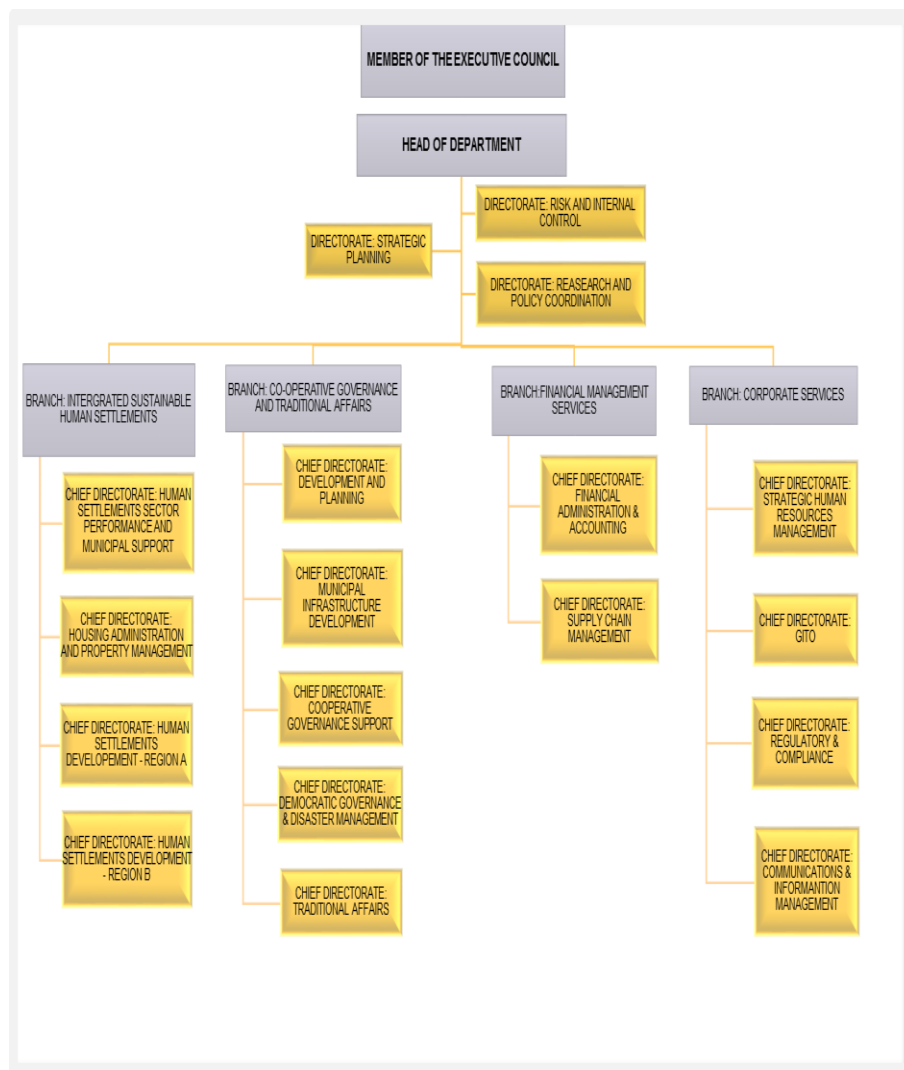 MEMBER OF THE EXECUTIVE COUNCIL
HEAD OF DEPARTMENT
DIRECTORATE: RISK AND INTERNAL
CONTROL
DIRECTORATE: STRATEGIC
PLANNING
DIRECTORATE: REASEARCH AND
POLICY COORDINATION
BRANCH: INTERGRATED SUSTAINABLE
HUMAN SETTLEMENTS
CHIEF DIRECTORATE: HUMAN
SETTLEMENTS SECTOR
PERFORMANCE AND
MUNICIPAL SUPPORT
CHIEF DIRECTORATE:
HOUSING ADMINISTRATION
AND PROPERTY MANAGEMENT
CHIEF DIRECTORATE: HUMAN
SETTLEMENTS
DEVELOPEMENT - REGION A
CHIEF DIRECTORATE: HUMAN
SETTLEMENTS DEVELOPMENT
- REGION B
BRANCH: CO-OPERATIVE GOVERNANCE
AND TRADITIONAL AFFAIRS
CHIEF DIRECTORATE:
DEVELOPMENT AND
PLANNING
CHIEF DIRECTORATE:
MUNICIPAL
INFRASTRUCTURE
DEVELOPMENT
CHIEF DIRECTORATE:
COOPERATIVE
GOVERNANCE SUPPORT
CHIEF DIRECTORATE:
DEMOCRATIC GOVERNANCE
& DISASTER MANAGEMENT
CHIEF DIRECTORATE:
TRADITIONAL AFFAIRS
BRANCH:FINANCIAL MANAGEMENT
SERVICES
CHIEF DIRECTORATE:
FINANCIAL
ADMINISTRATION &
ACCOUNTING
CHIEF DIRECTORATE:
SUPPLY CHAIN
MANAGEMENT
BRANCH: CORPORATE SERVICES
CHIEF DIRECTORATE:
STRATEGIC HUMAN
RESOURCES
MANAGEMENT
CHIEF DIRECTORATE:
GITO
CHIEF DIRECTORATE:
REGULATORY &
COMPLIANCE
CHIEF DIRECTORATE:
COMMUNICATIONS &
INFORMANTION
MANAGEMENT